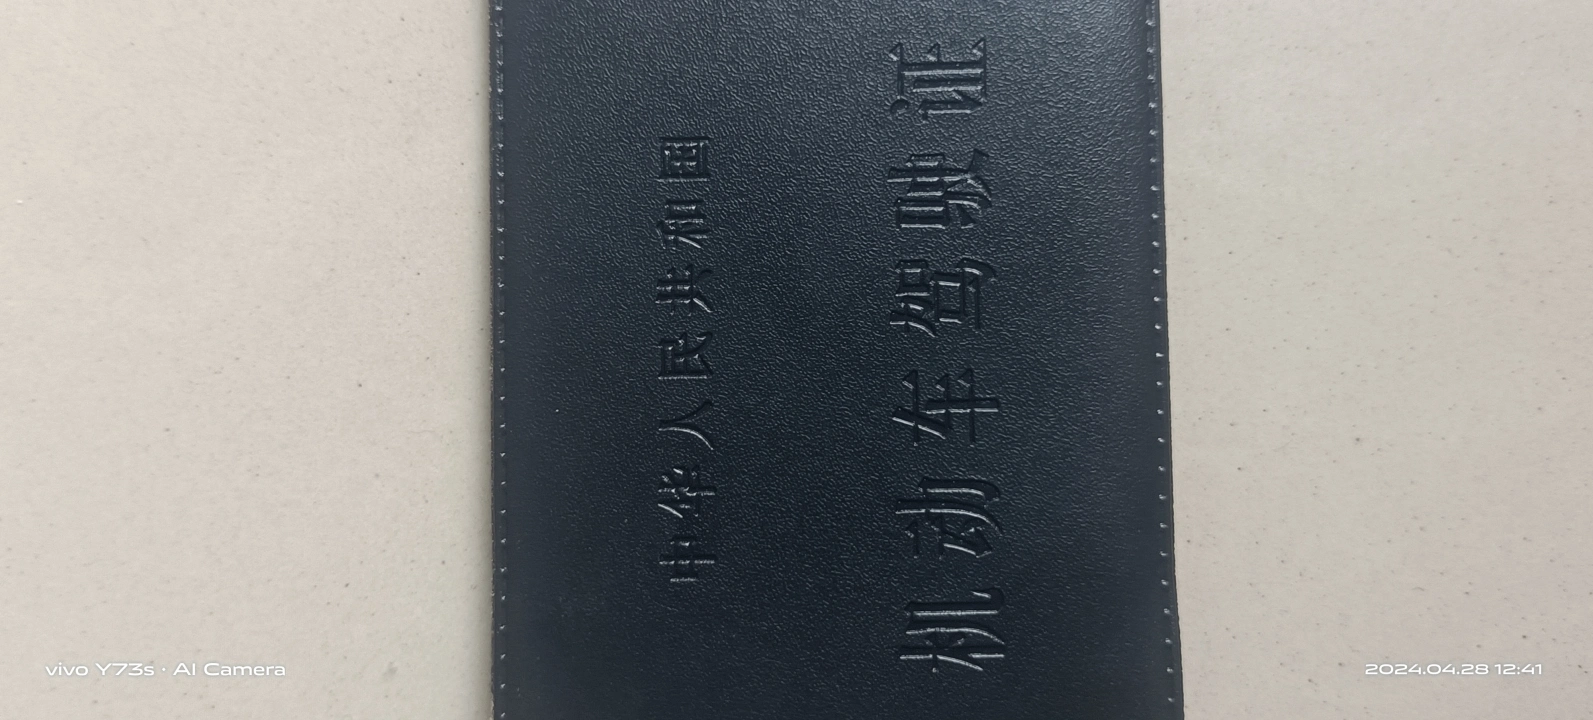 中华人民共和国
机动车驾驶证
vivo Y73s · AI Camera
2024.04.28 12:41